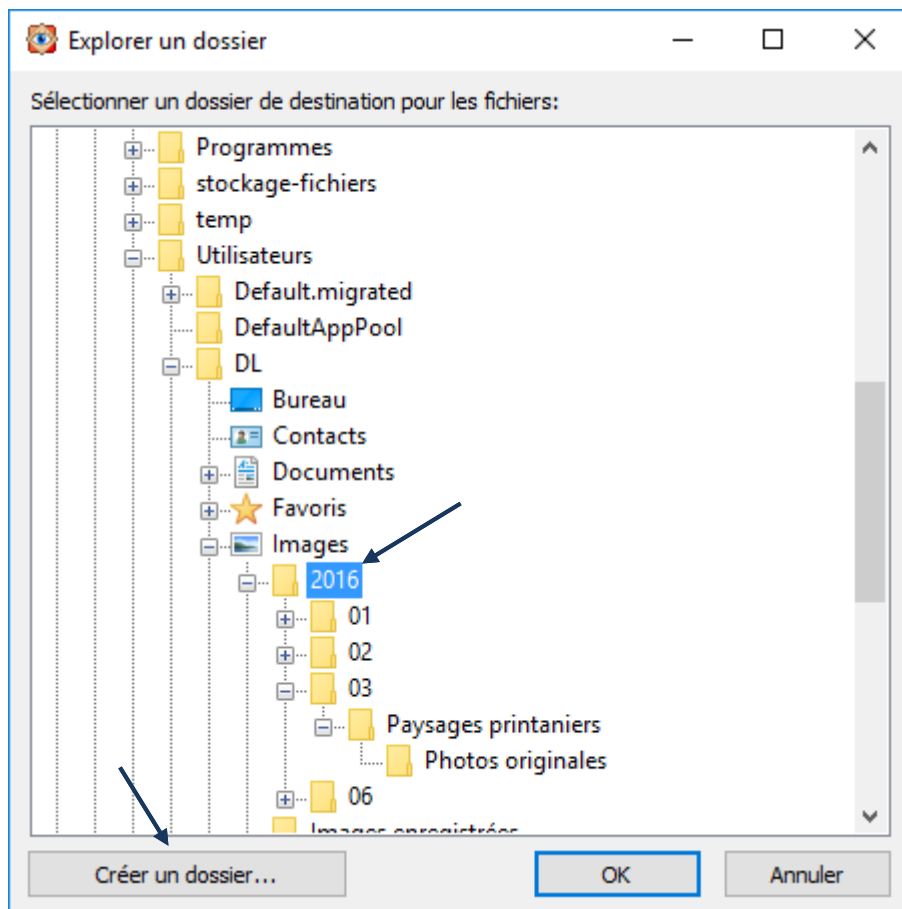 Explorer un dossier
Sélectionner un dossier de destination pour les fichiers:
Programmes
stockage-fichiers
temp
Utilisateurs
Default.migrated
DefaultAppPool
DL
Bureau
Contacts
Documents
Favoris
Images
2016
01
02
03
Paysages printaniers
Photos originales
06
Images enregistrées
Créer un dossier...
OK
Annuler